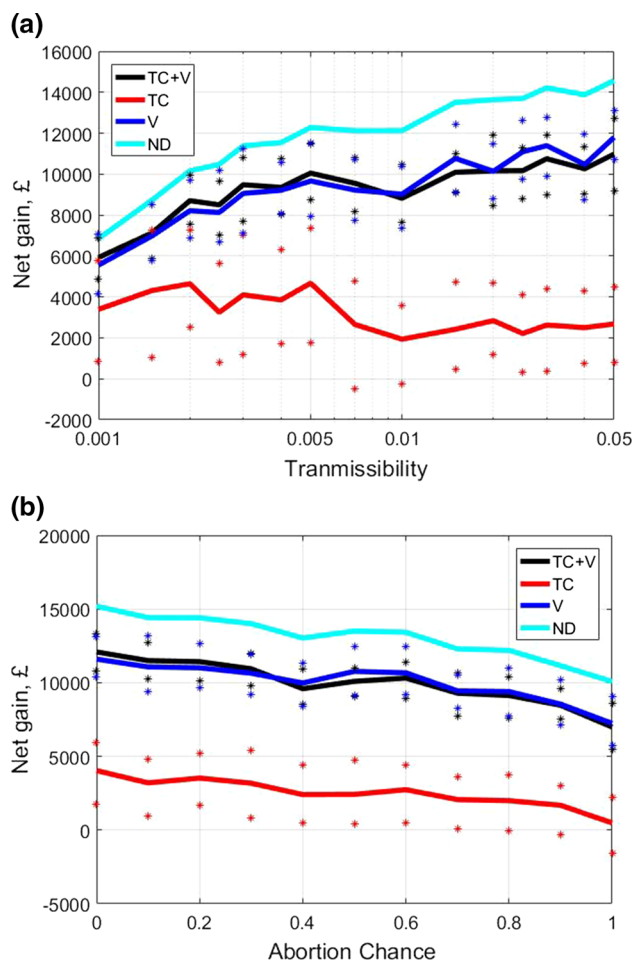 (a)
16000
14000
12000
10000
8000
6000
4000
2000
0
-2000
Net gain, £
TC+V
TC
V
ND
0.001
0.005
0.01
0.05
Tranmissibility
(b)
20000
15000
10000
5000
0
-5000
Net gain, £
TC+V
TC
V
ND
0
0.2
0.4
0.6
0.8
1
Abortion Chance